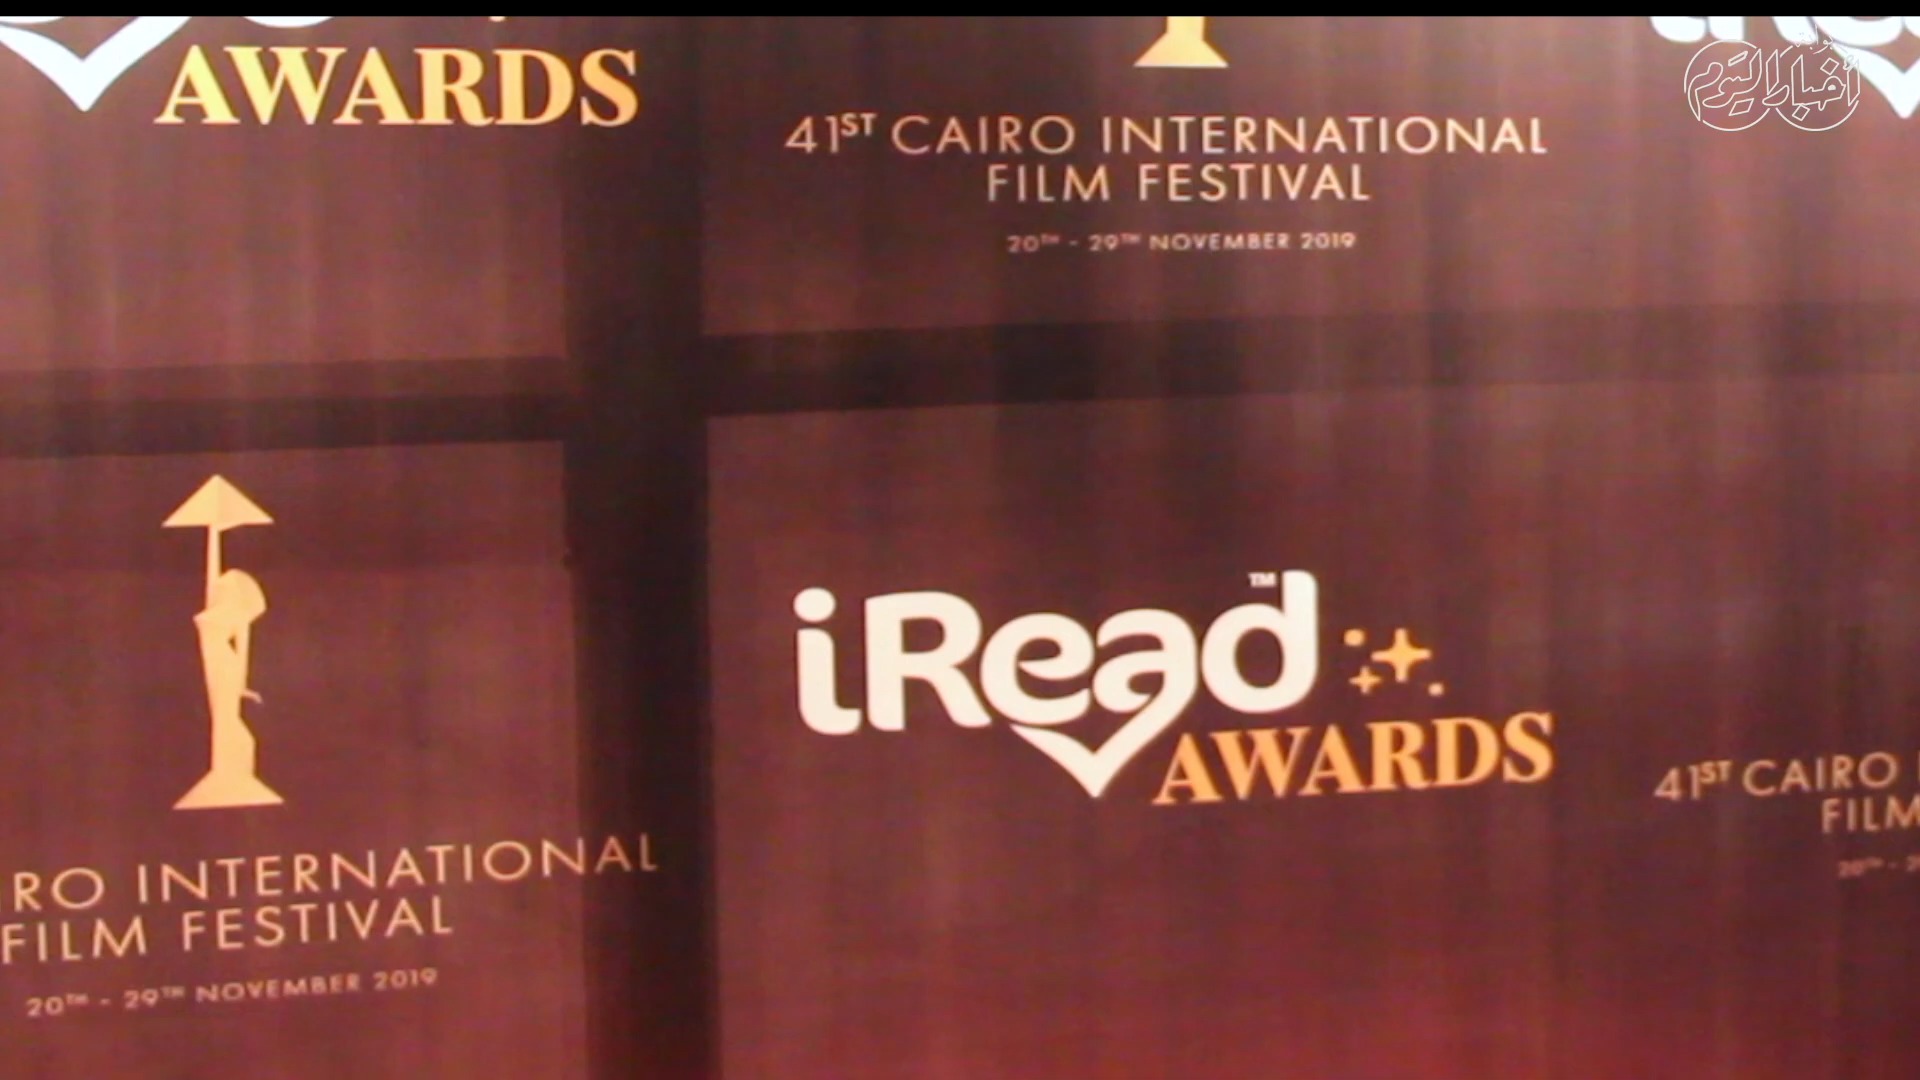 AWARDS
41ST CAIRO INTERNATIONAL
FILM FESTIVAL
20TH - 29TH NOVEMBER 2019
بوابة
أخبار اليوم
iRead™
AWARDS
41ST CAIRO
FILM
IRO INTERNATIONAL
FILM FESTIVAL
20TH - 29TH NOVEMBER 2019